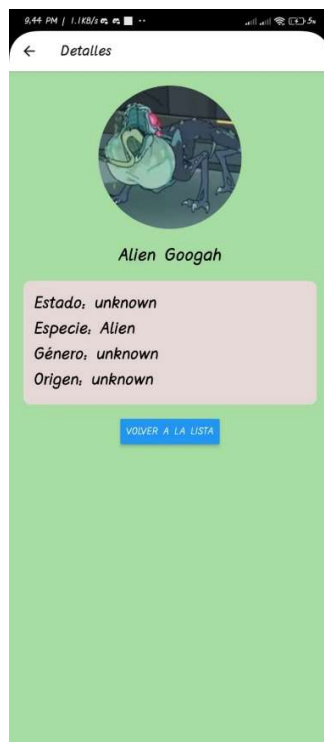 9:44 PM | 1.1KB/s
Detalles
Alien Googah
Estado: unknown
Especie: Alien
Género: unknown
Origen: unknown
VOLVER A LA LISTA